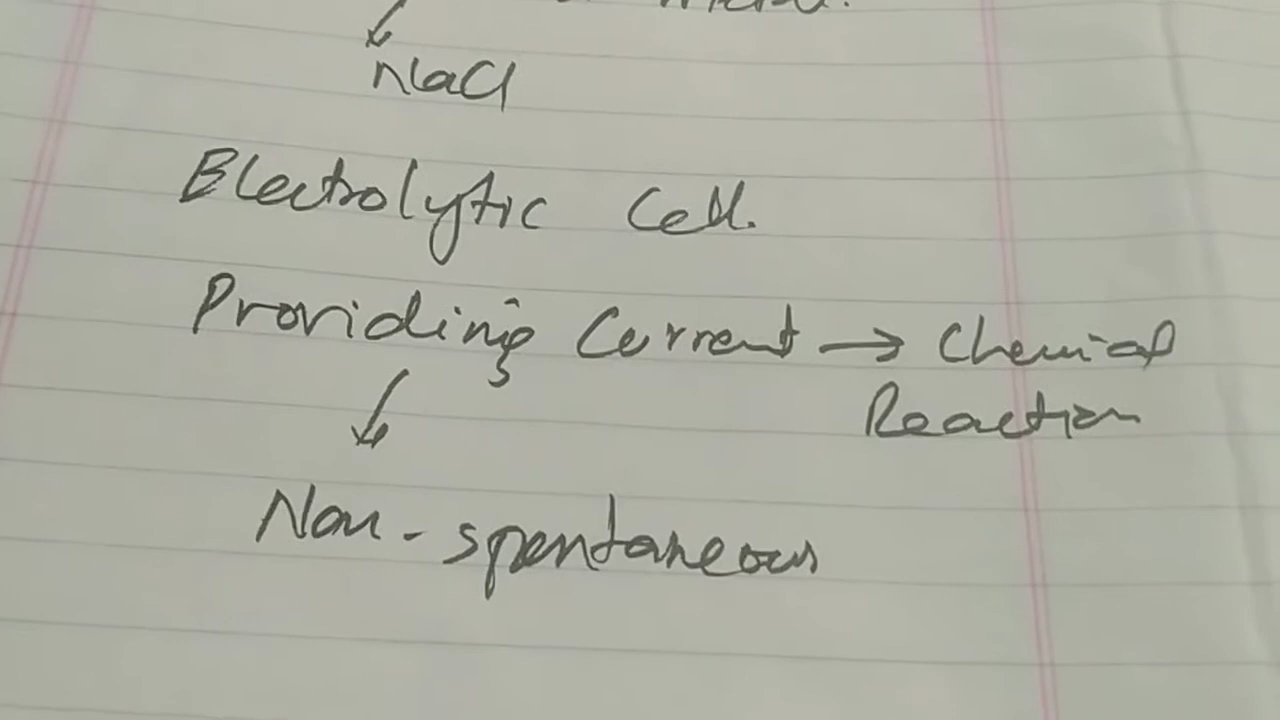 ↓
NaCl
Electrolytic Cell.
Providing Current → Chemical
Reaction
↓
Non-spontaneous